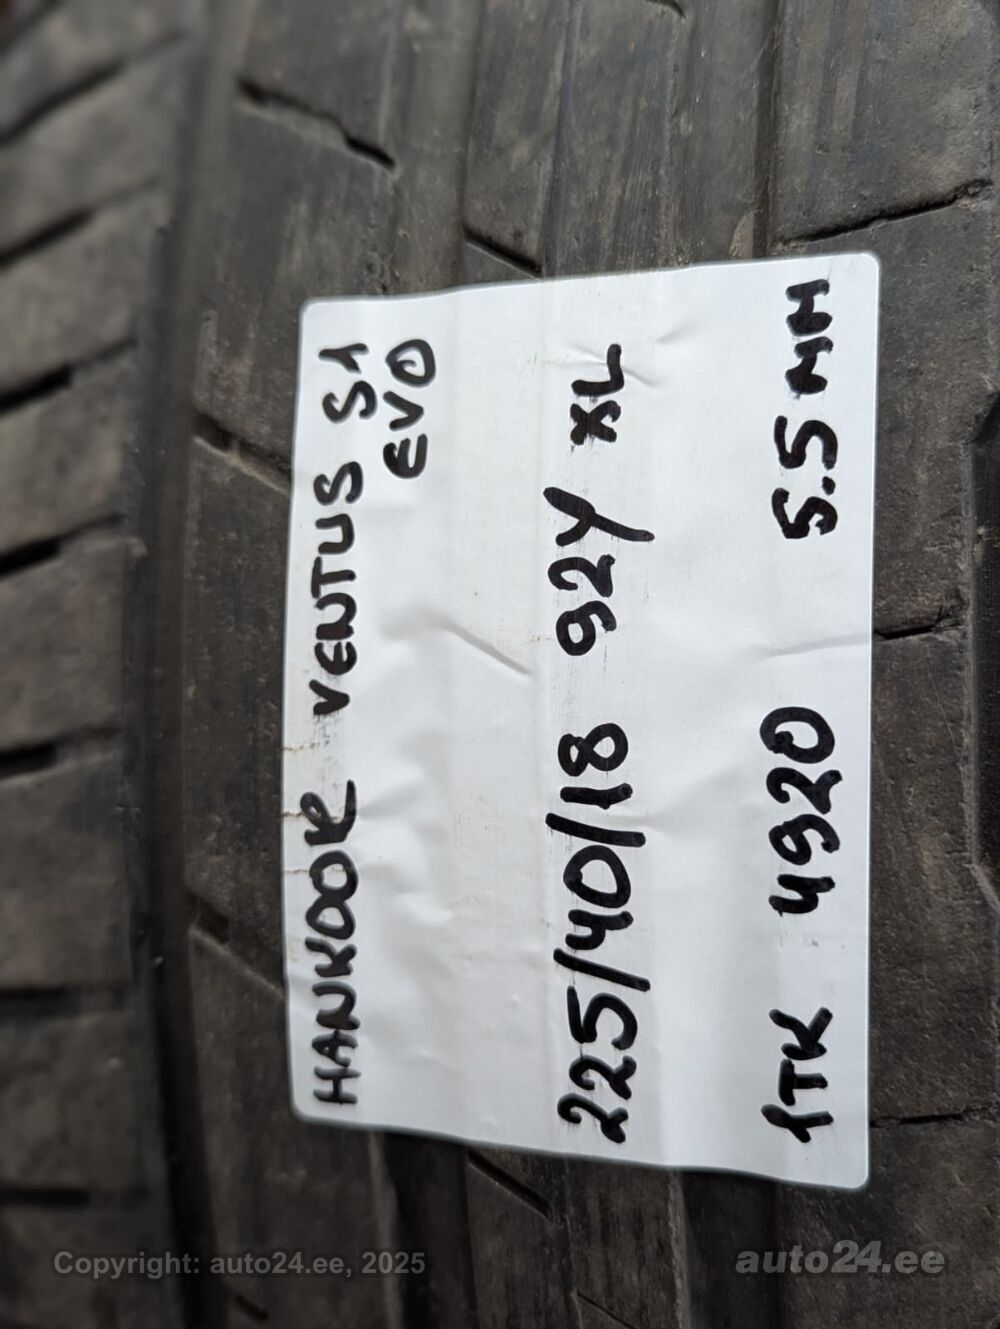 HANKOOK VENTUS S1
EVO
225/40/18 92Y XL
1TK 4920 5.5 MM
Copyright: auto24.ee, 2025
auto24.ee